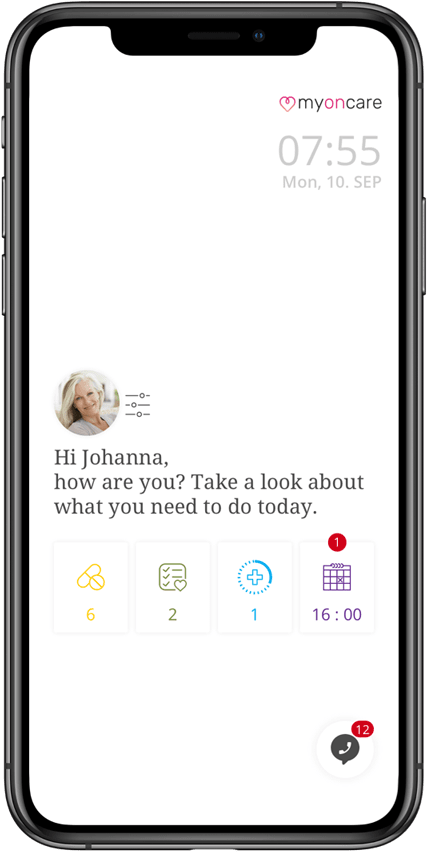 myoncare
07:55
Mon, 10. SEP
Hi Johanna,
how are you? Take a look about
what you need to do today.
1
6
2
1
16 : 00
12